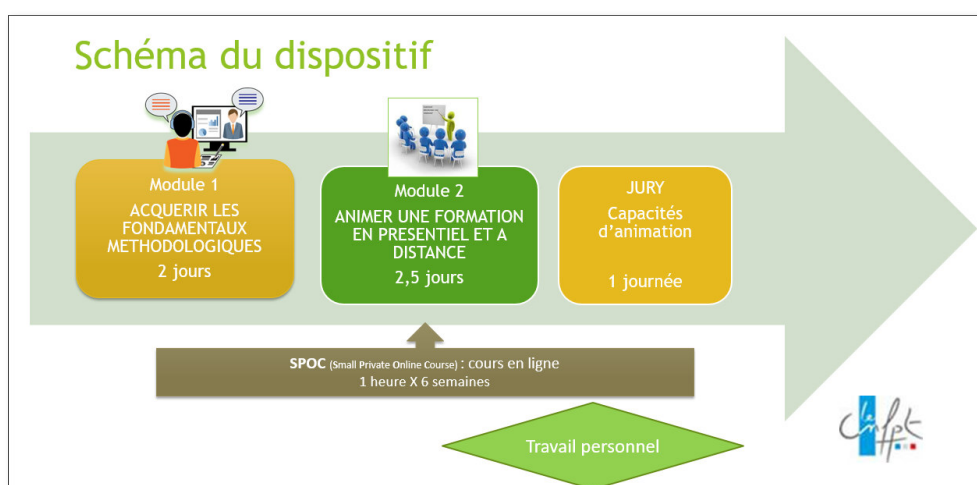 Schéma du dispositif
Module 1
ACQUERIR LES
FONDAMENTAUX
METHODOLOGIQUES
2 jours
Module 2
ANIMER UNE FORMATION
EN PRESENTIEL ET A
DISTANCE
2,5 jours
JURY
Capacités
d’animation
1 journée
SPOC (Small Private Online Course) : cours en ligne
1 heure X 6 semaines
Travail personnel
le
cnfpt